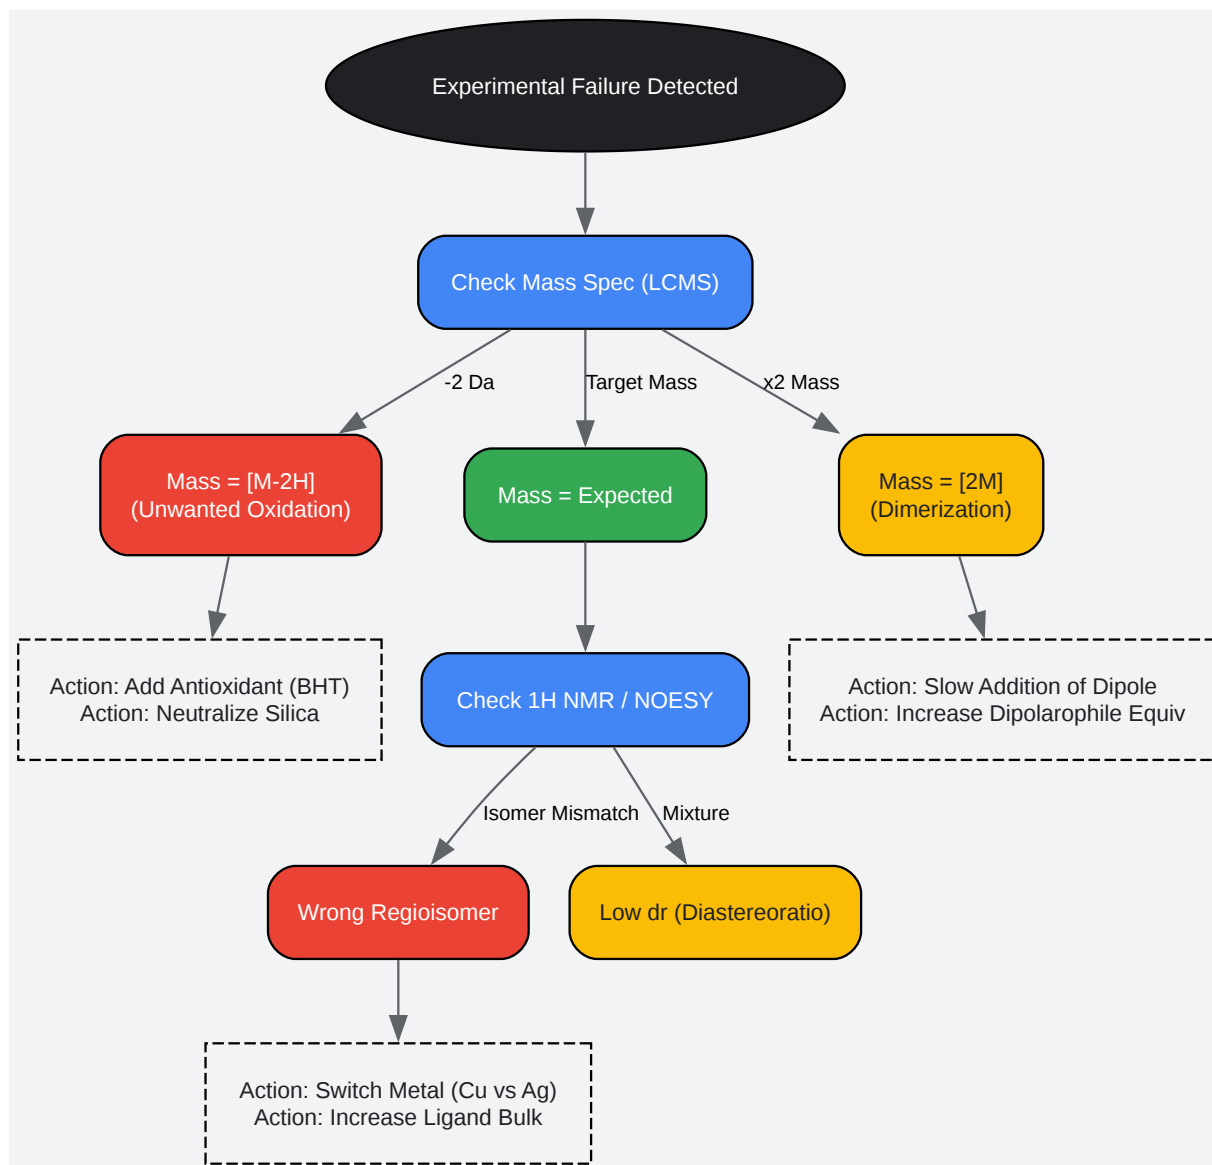 Experimental Failure Detected
Check Mass Spec (LCMS)
-2 Da
Target Mass
x2 Mass
Mass = [M-2H]
(Unwanted Oxidation)
Mass = Expected
Mass = [2M]
(Dimerization)
Action: Add Antioxidant (BHT)
Action: Neutralize Silica
Check 1H NMR / NOESY
Action: Slow Addition of Dipole
Action: Increase Dipolarophile Equiv
Isomer Mismatch
Mixture
Wrong Regioisomer
Low dr (Diastereoratio)
Action: Switch Metal (Cu vs Ag)
Action: Increase Ligand Bulk